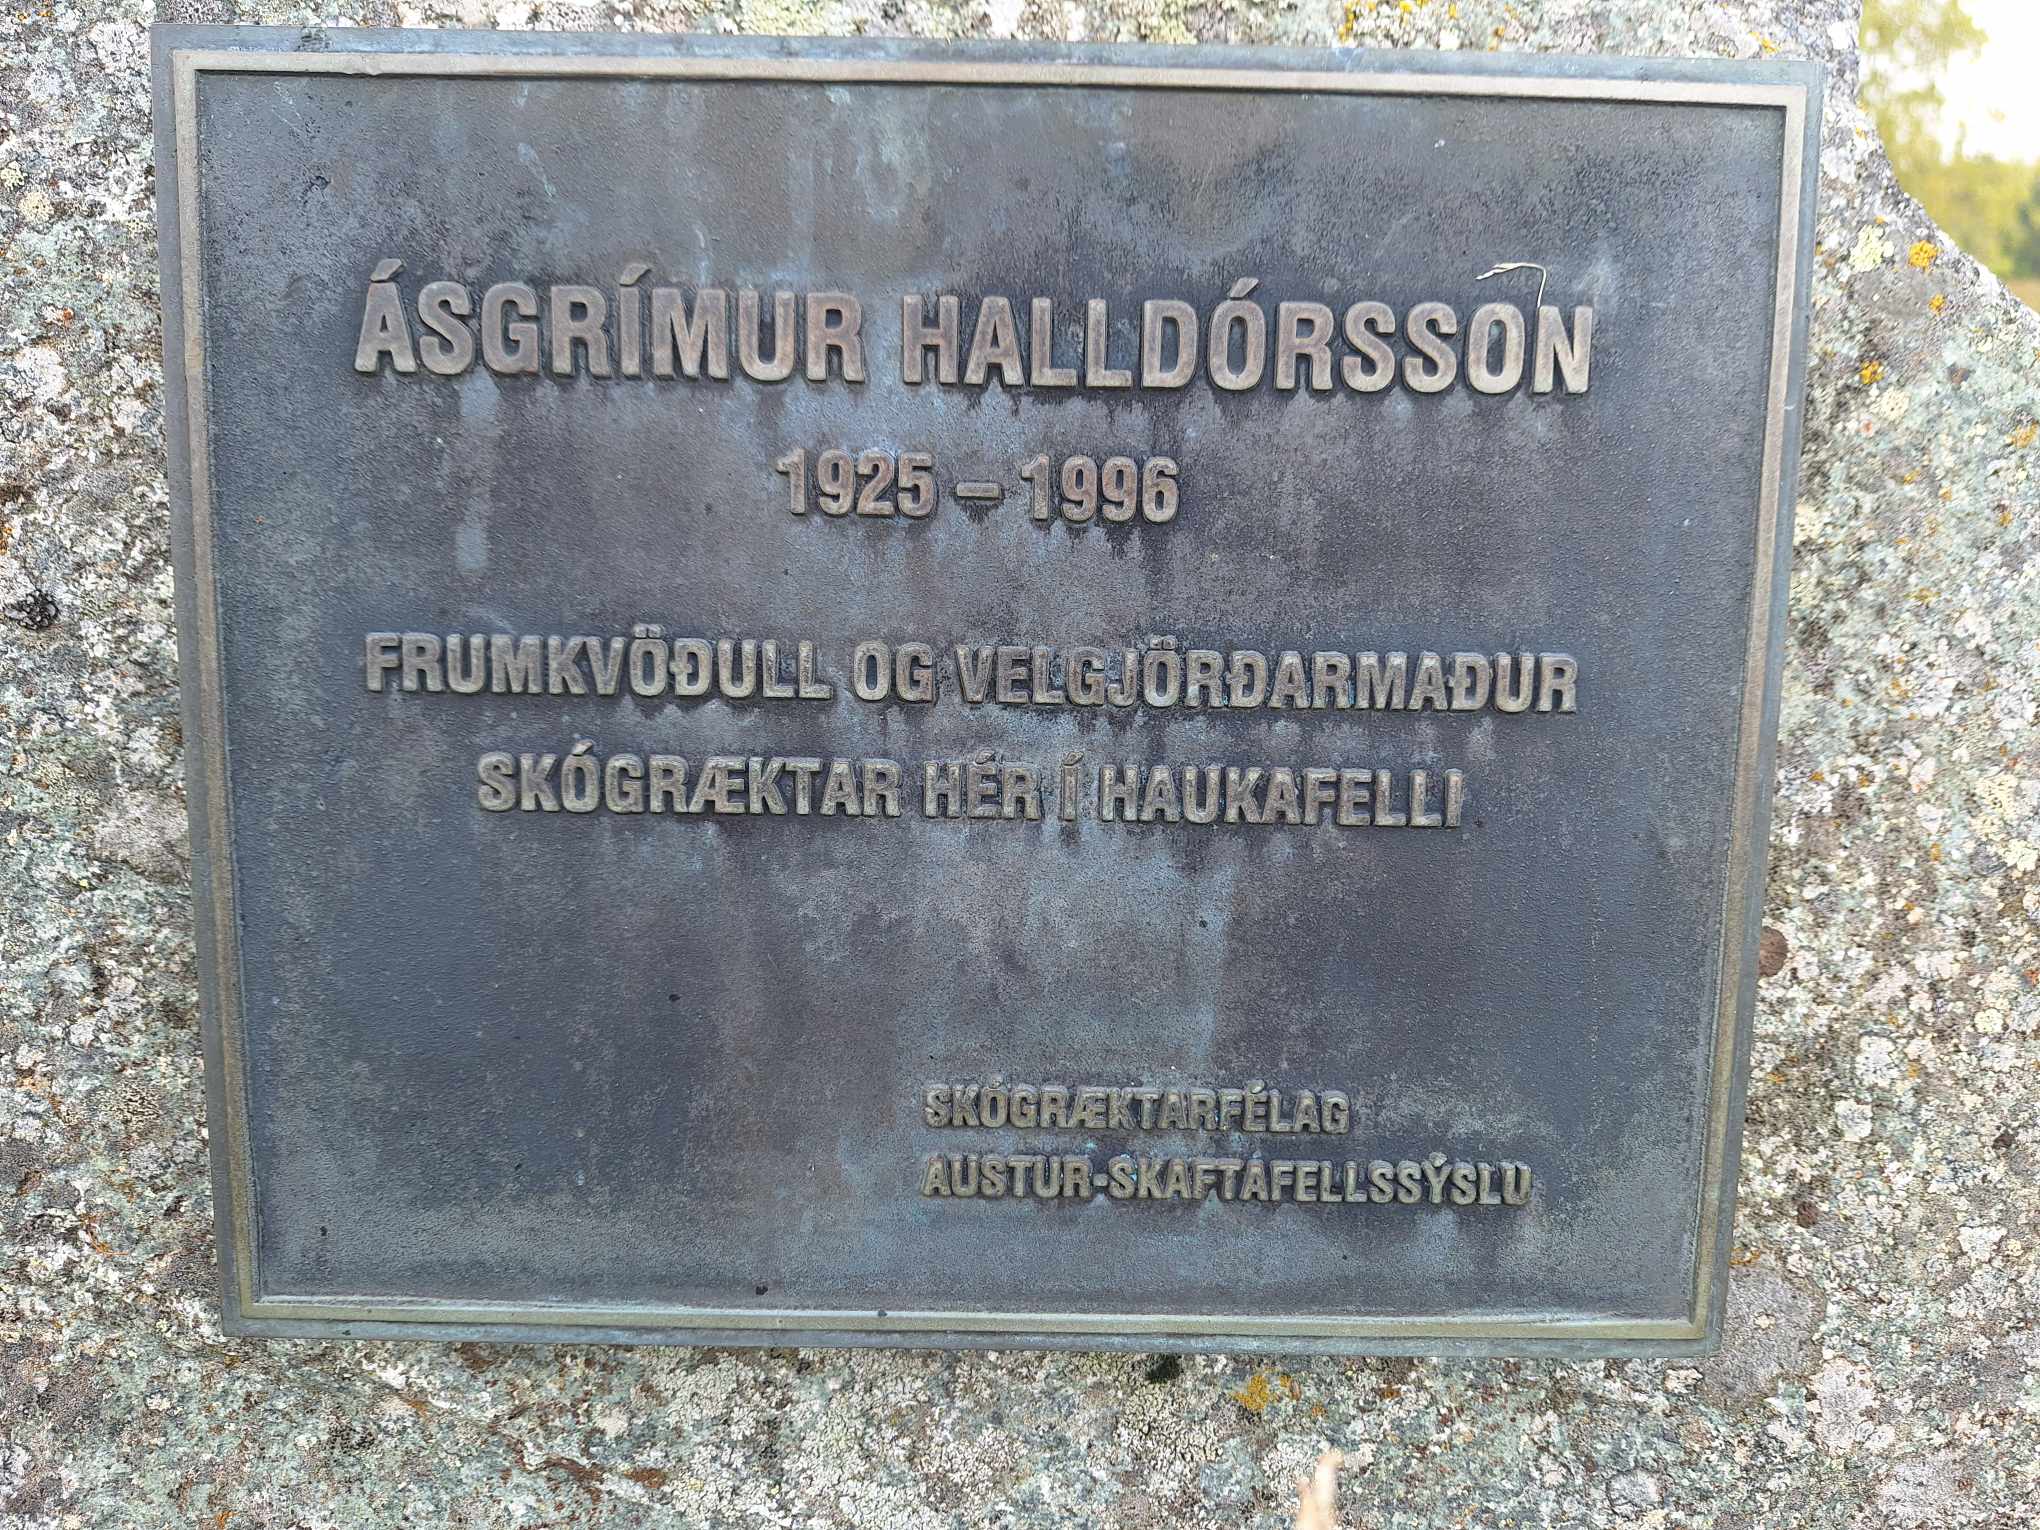 ÁSGRÍMUR HALLDÓRSSON
1925 – 1996
FRUMKVÖÐULL OG VELGJÖRÐARMAÐUR
SKÓGRÆKTAR HÉR Í HAUKAFELLI
SKÓGRÆKTARFÉLAG
AUSTUR-SKAFTAFELLSSÝSLU